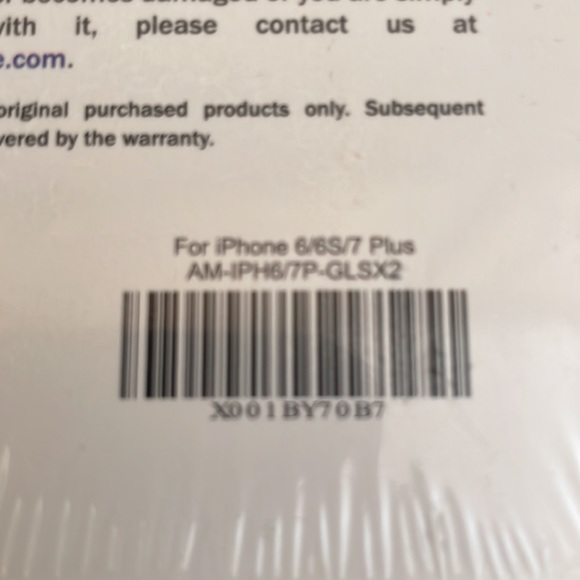 with it, please contact us at
e.com.
original purchased products only. Subsequent
vered by the warranty.
For iPhone 6/6S/7 Plus
AM-IPH6/7P-GLSX2
X001BY70B7